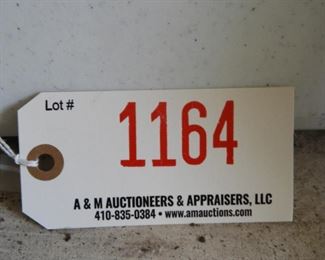 Lot #
1164
A & M AUCTIONEERS & APPRAISERS, LLC
410-835-0384 • www.amauctions.com